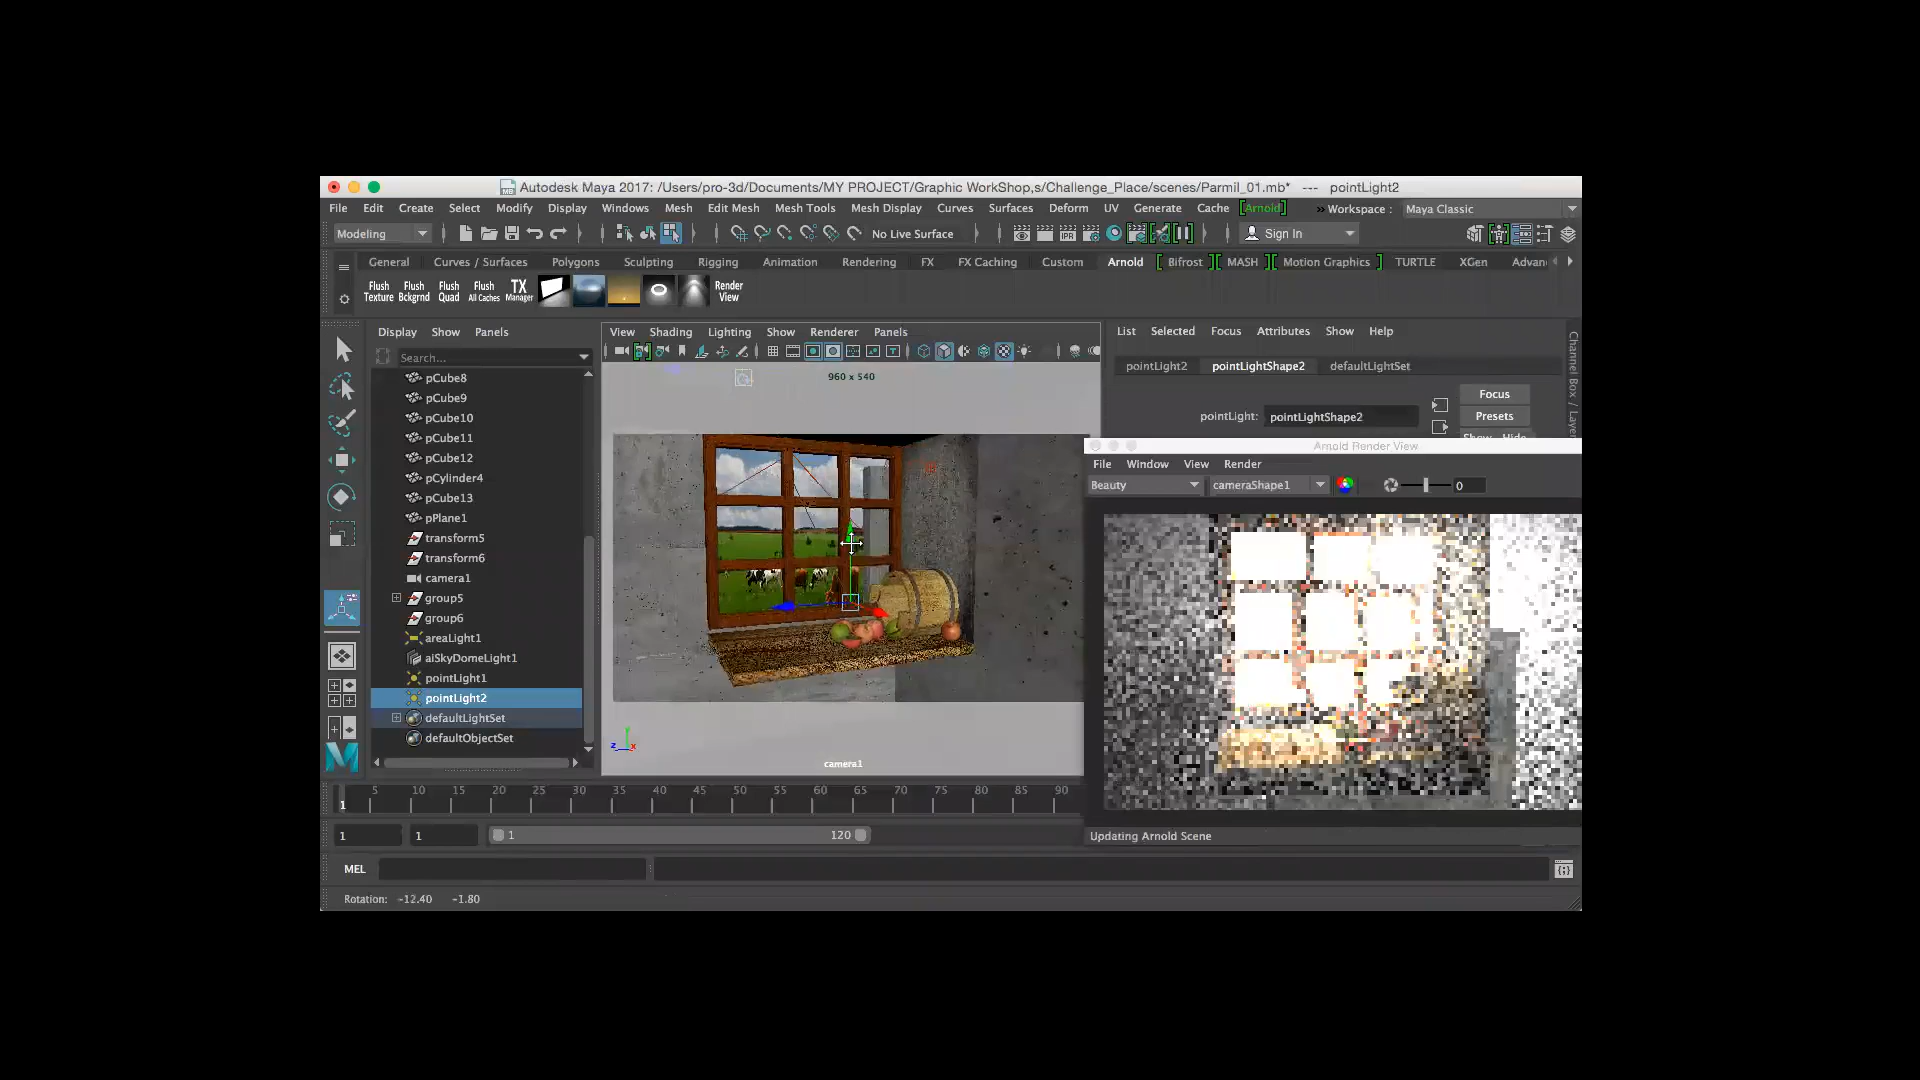 Autodesk Maya 2017: /Users/pro-3d/Documents/MY PROJECT/Graphic WorkShop,s/Challenge_Place/scenes/Parmil_01.mb* --- pointLight2
File Edit Create Select Modify Display Windows Mesh Edit Mesh Mesh Tools Mesh Display Curves Surfaces Deform UV Generate Cache [Arnold] » Workspace : Maya Classic
Modeling No Live Surface IPR Sign In
General Curves / Surfaces Polygons Sculpting Rigging Animation Rendering FX FX Caching Custom Arnold [ Bifrost ] [ MASH ] [ Motion Graphics ] TURTLE XGen Advan
Flush Flush Flush Flush TX Render
Texture Bckgrnd Quad All Caches Manager View
Display Show Panels
Search...
pCube8
pCube9
pCube10
pCube11
pCube12
pCylinder4
pCube13
pPlane1
transform5
transform6
camera1
group5
group6
areaLight1
aiSkyDomeLight1
pointLight1
pointLight2
defaultLightSet
defaultObjectSet
View Shading Lighting Show Renderer Panels
960 x 540
z x
camera1
List Selected Focus Attributes Show Help
pointLight2 pointLightShape2 defaultLightSet
Focus
pointLight: pointLightShape2 Presets
Show Hide
Channel Box / Laye
Arnold Render View
File Window View Render
Beauty cameraShape1 0
Updating Arnold Scene
1 5 10 15 20 25 30 35 40 45 50 55 60 65 70 75 80 85 90
1 1 1 120
MEL
Rotation: -12.40 -1.80